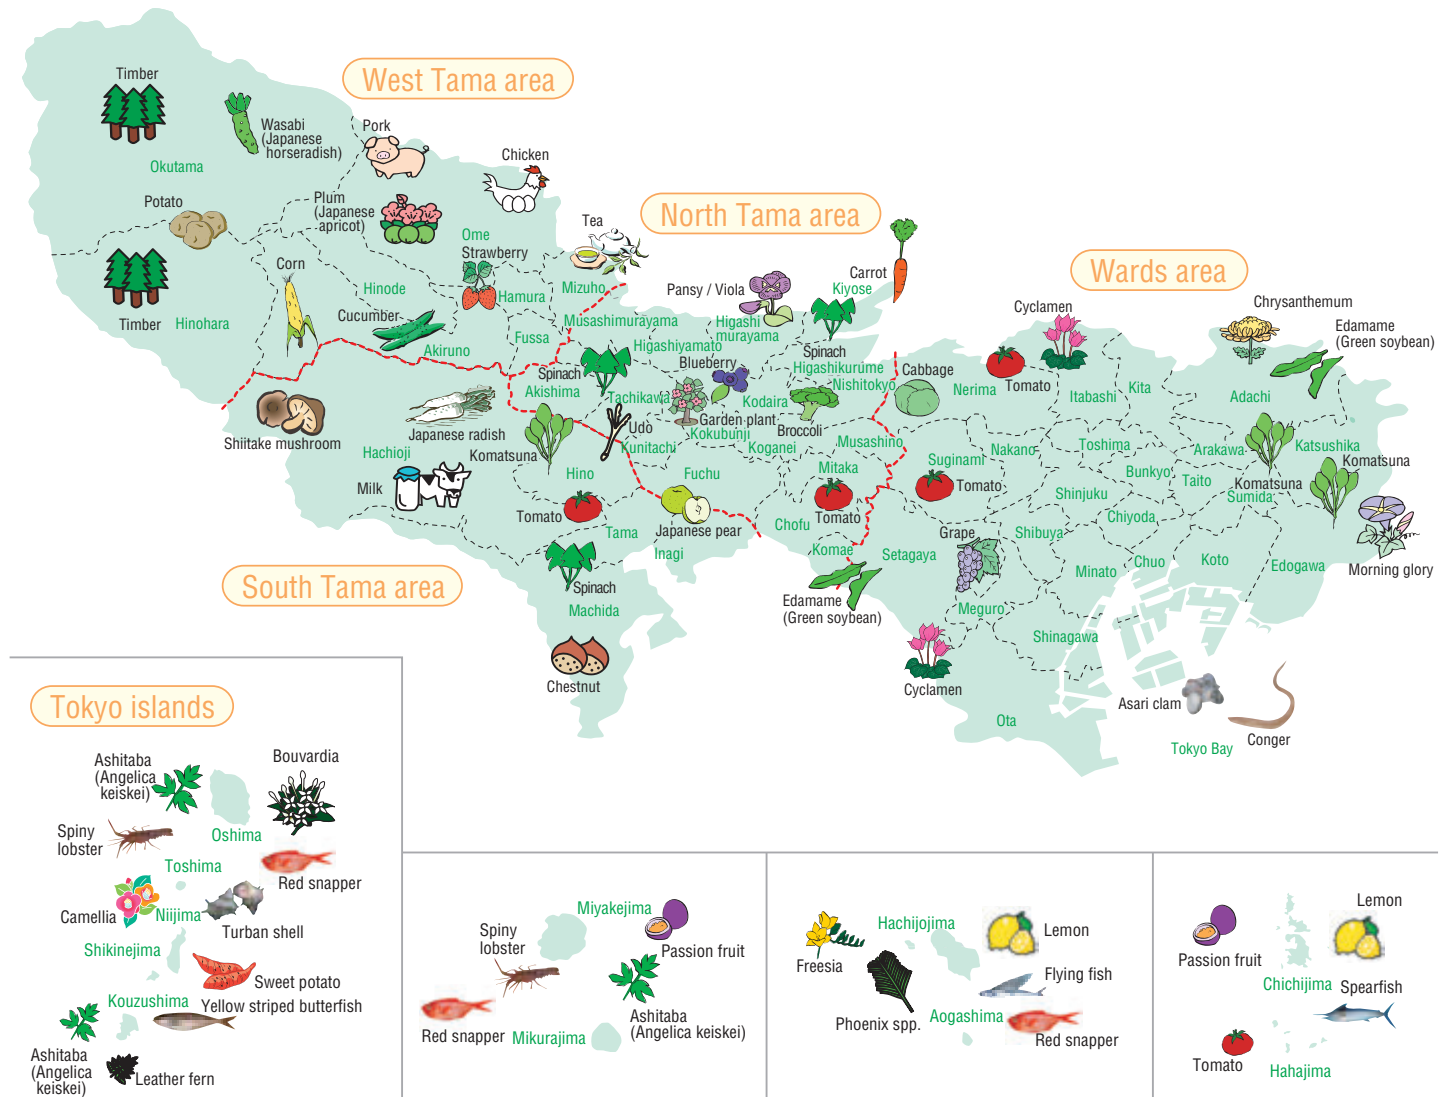 West Tama area
Timber
Wasabi
(Japanese
horseradish)
Okutama
Pork
Chicken
Potato
Plum
(Japanese
apricot)
Ome
Strawberry
Tea
Corn
Hinode
Hamura
Mizuho
Timber
Hinohara
Cucumber
Akiruno
Fussa
North Tama area
Carrot
Kiyose
Pansy / Viola
Musashimurayama
Higashi
murayama
Higashiyamato
Spinach
Higashikurume
Blueberry
Spinach
Nishitokyo
Akishima
Tachikawa
Kodaira
Garden plant
Broccoli
Udo
Kokubunji
Kunitachi
Koganei
Musashino
Mitaka
Fuchu
Tomato
Japanese pear
Chofu
Komae
Edamame
(Green soybean)
Wards area
Cyclamen
Chrysanthemum
Edamame
(Green soybean)
Cabbage
Nerima
Tomato
Itabashi
Kita
Adachi
Suginami
Nakano
Toshima
Arakawa
Katsushika
Tomato
Bunkyo
Taito
Komatsuna
Komatsuna
Sumida
Shinjuku
Chiyoda
Shibuya
Grape
Setagaya
Minato
Chuo
Koto
Edogawa
Morning glory
Meguro
Shinagawa
Cyclamen
Ota
Asari clam
Conger
Tokyo Bay
South Tama area
Shiitake mushroom
Japanese radish
Hachioji
Komatsuna
Milk
Hino
Tomato
Tama
Inagi
Spinach
Machida
Chestnut
Tokyo islands
Ashitaba
(Angelica
keiskei)
Bouvardia
Spiny
lobster
Oshima
Toshima
Red snapper
Camellia
Niijima
Turban shell
Shikinejima
Sweet potato
Kouzushima
Yellow striped butterfish
Ashitaba
(Angelica
keiskei)
Leather fern
Miyakejima
Spiny
lobster
Passion fruit
Red snapper
Mikurajima
Ashitaba
(Angelica keiskei)
Hachijojima
Lemon
Freesia
Flying fish
Phoenix spp.
Aogashima
Red snapper
Lemon
Passion fruit
Chichijima
Spearfish
Tomato
Hahajima